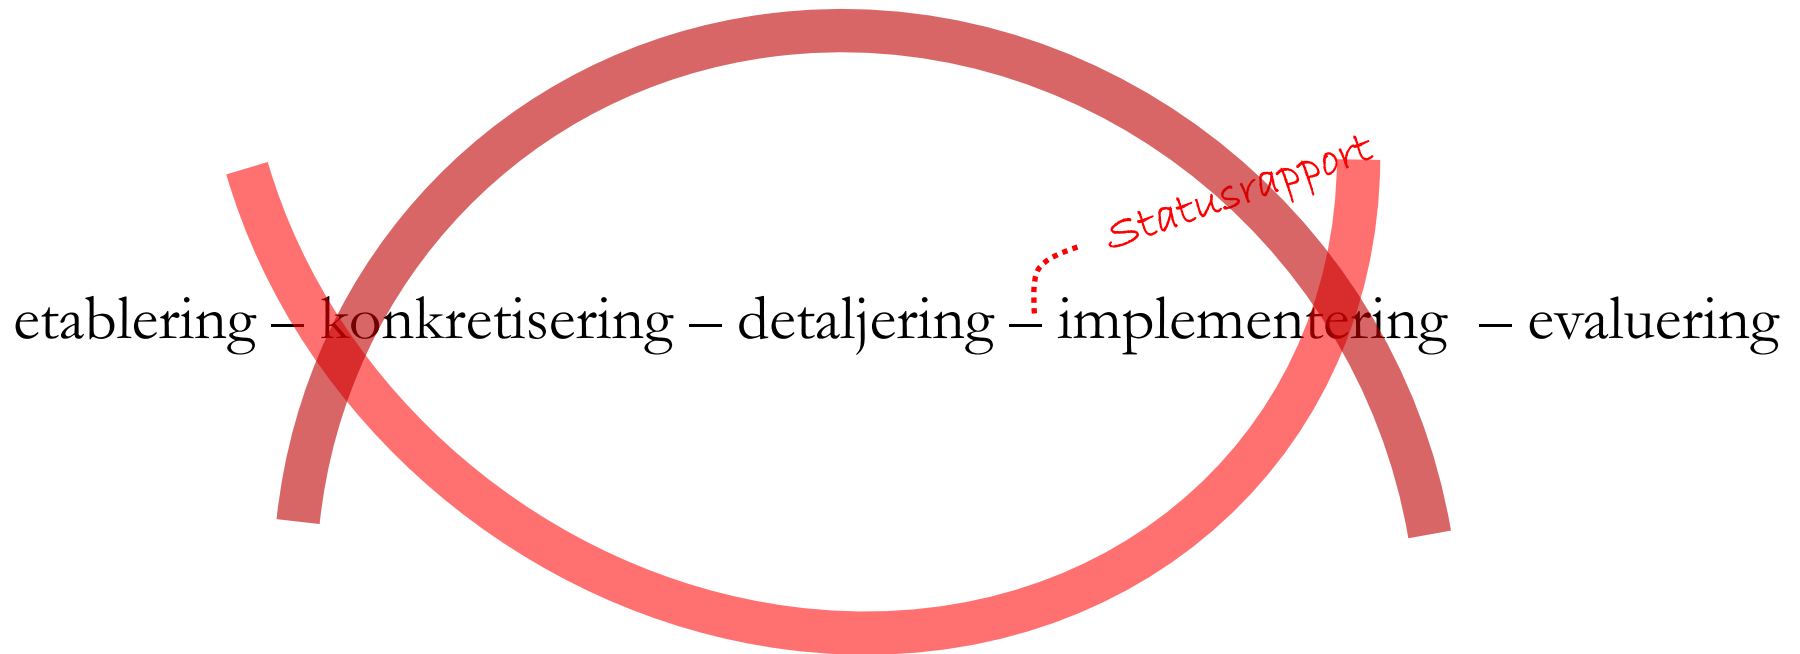 Statusrapport
etablering – konkretisering – detaljering – implementering – evaluering